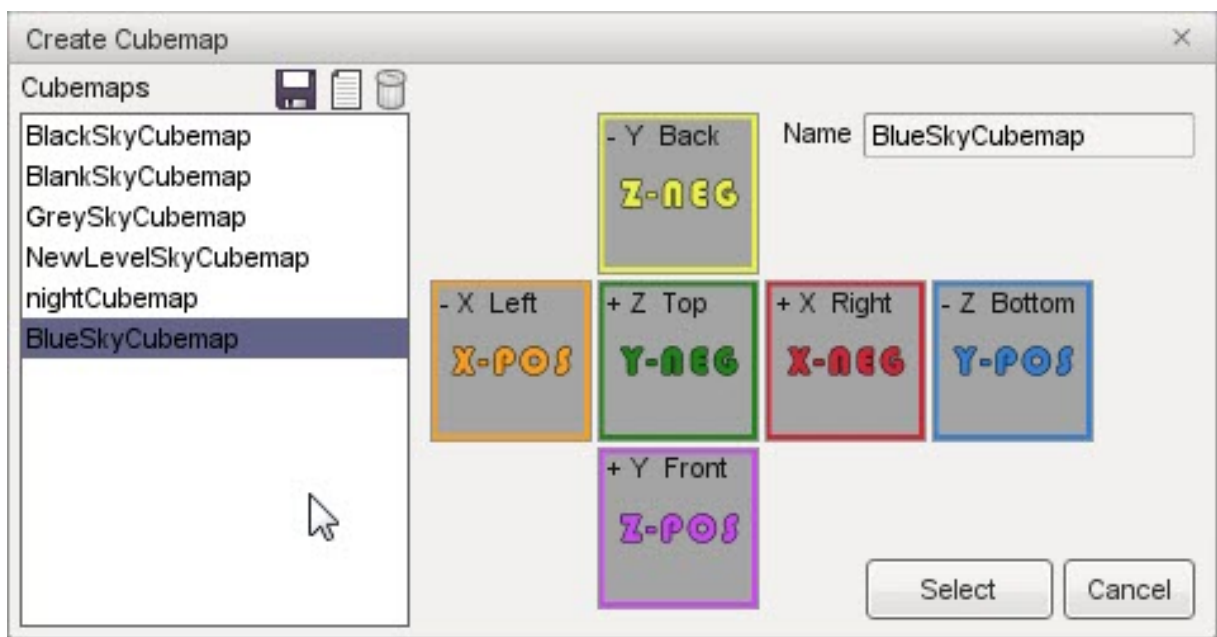 Create Cubemap
Cubemaps
BlackSkyCubemap
BlankSkyCubemap
GreySkyCubemap
NewLevelSkyCubemap
nightCubemap
BlueSkyCubemap
Name BlueSkyCubemap
- Y Back
Z-NEG
- X Left
X-POS
+ Z Top
Y-NEG
+ X Right
X-NEG
- Z Bottom
Y-POS
+ Y Front
Z-POS
Select
Cancel